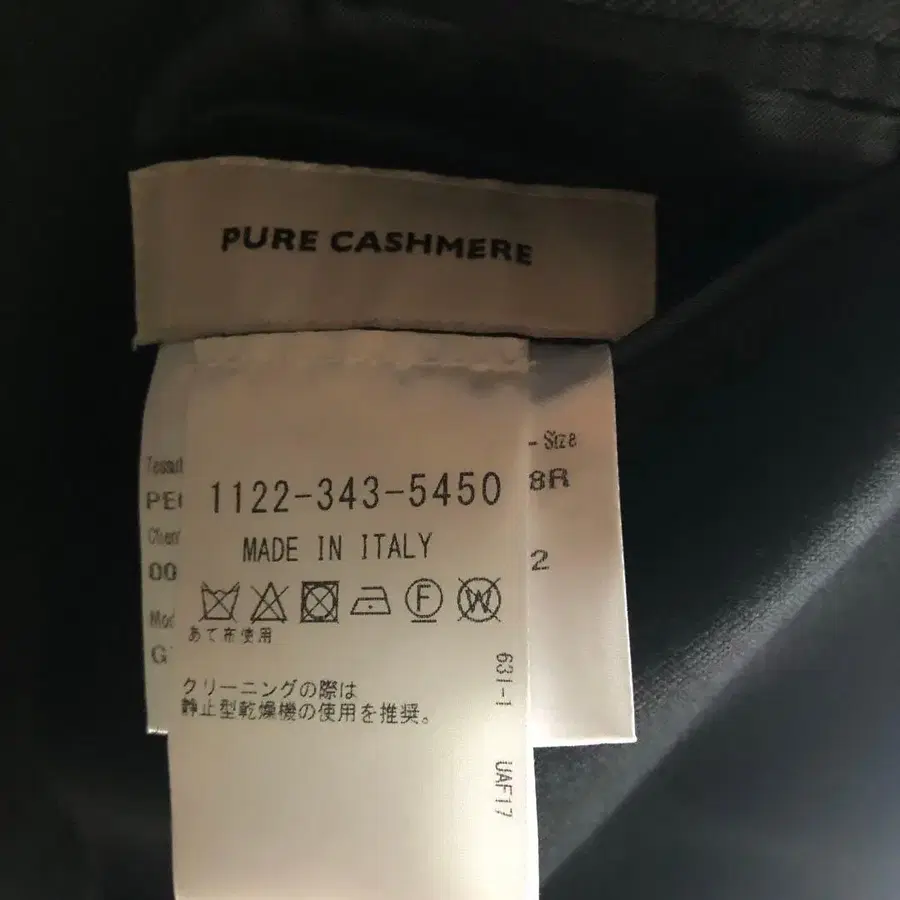 PURE CASHMERE
- Size
8R
2
00
1122-343-5450
MADE IN ITALY
F W
あて布使用
クリーニングの際は
静止型乾燥機の使用を推奨。
631-1
UAF17